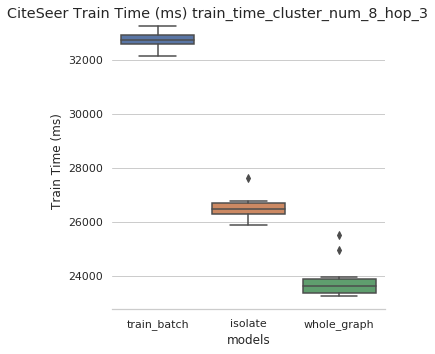 CiteSeer Train Time (ms) train_time_cluster_num_8_hop_3
32000
30000
28000
26000
24000
Train Time (ms)
train_batch isolate whole_graph
models